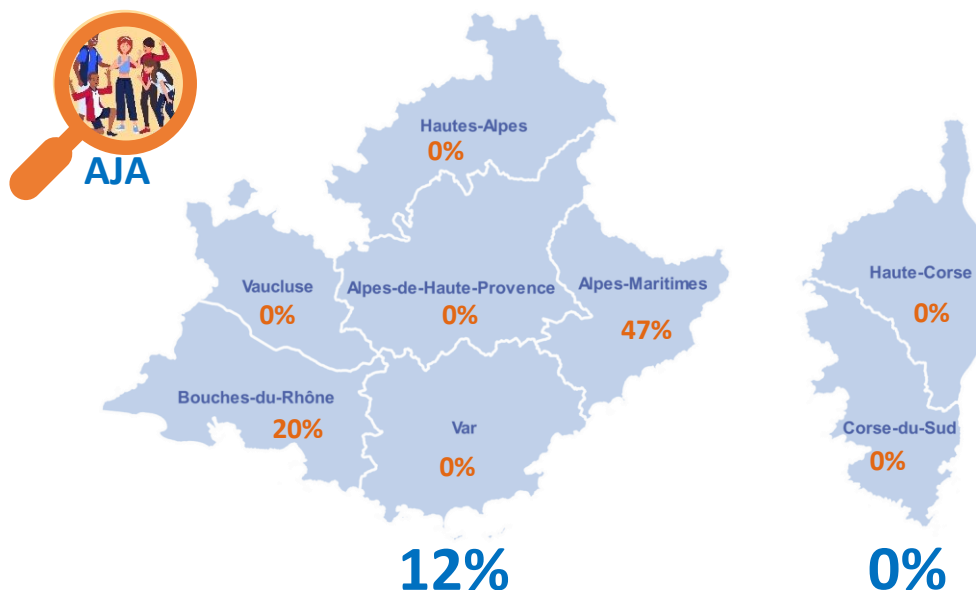 AJA
Hautes-Alpes
0%
Vaucluse
0%
Alpes-de-Haute-Provence
0%
Alpes-Maritimes
47%
Bouches-du-Rhône
20%
Var
0%
12%
Haute-Corse
0%
Corse-du-Sud
0%
0%